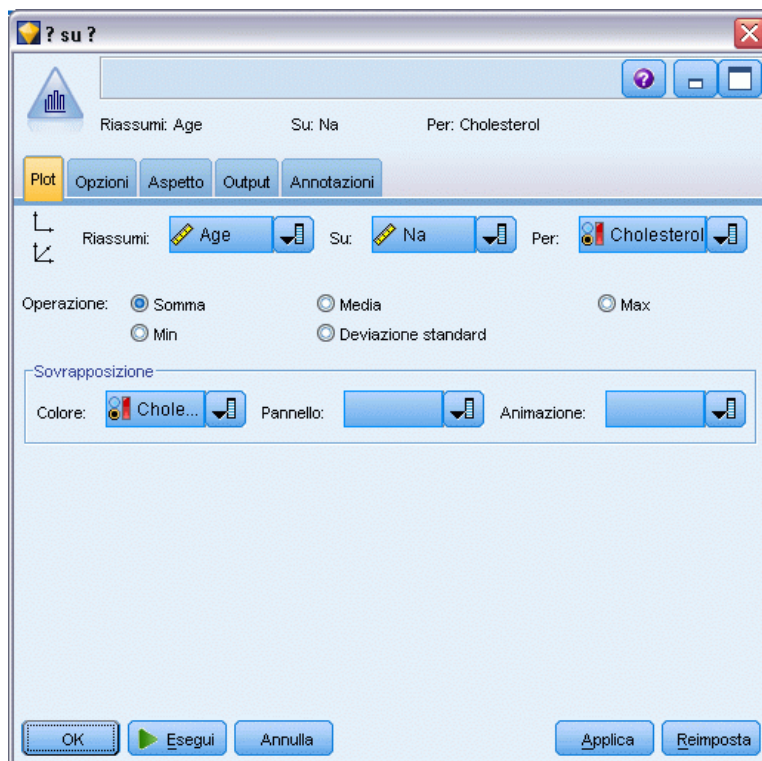 ? su ?
Riassumi: Age Su: Na Per: Cholesterol
Plot Opzioni Aspetto Output Annotazioni
Riassumi: Age Su: Na Per: Cholesterol
Operazione: Somma Media Max
Min Deviazione standard
Sovrapposizione
Colore: Chole... Pannello: Animazione:
OK Esegui Annulla Applica Reimposta